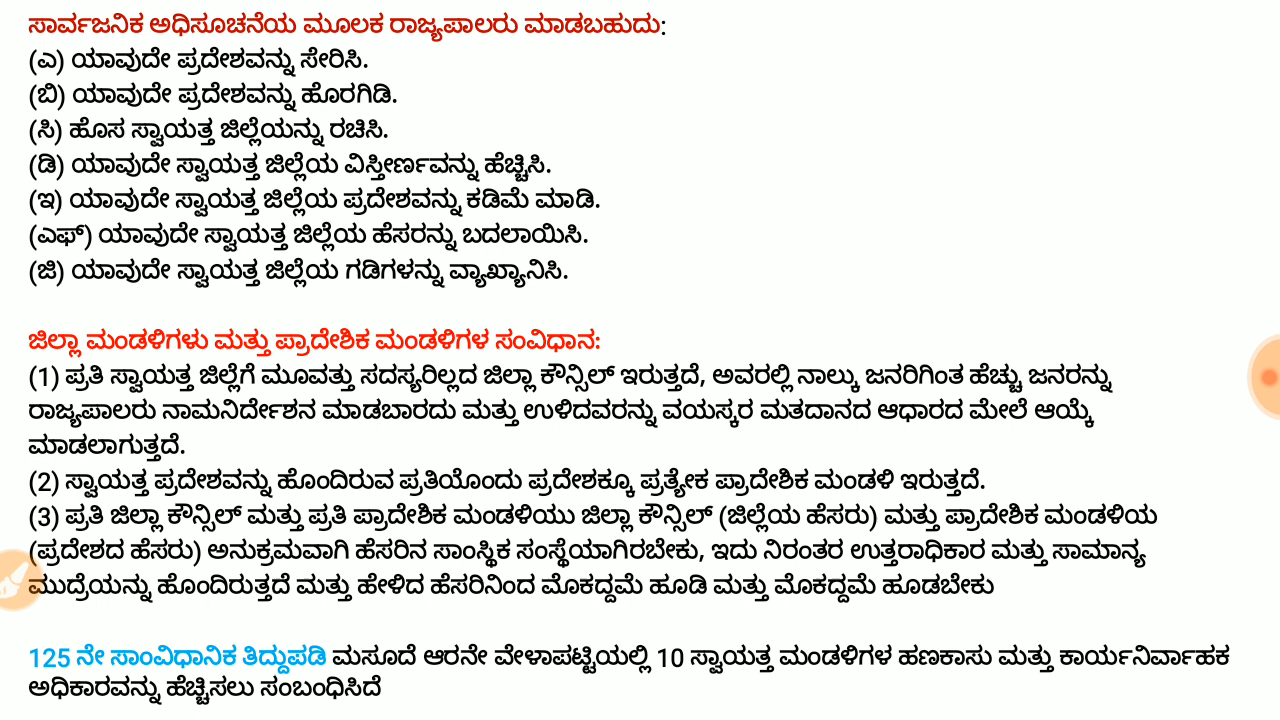 ಸಾರ್ವಜನಿಕ ಅಧಿಸೂಚನೆಯ ಮೂಲಕ ರಾಜ್ಯಪಾಲರು ಮಾಡಬಹುದು:
(ಎ) ಯಾವುದೇ ಪ್ರದೇಶವನ್ನು ಸೇರಿಸಿ.
(ಬಿ) ಯಾವುದೇ ಪ್ರದೇಶವನ್ನು ಹೊರಗಿಡಿ.
(ಸಿ) ಹೊಸ ಸ್ವಾಯತ್ತ ಜಿಲ್ಲೆಯನ್ನು ರಚಿಸಿ.
(ಡಿ) ಯಾವುದೇ ಸ್ವಾಯತ್ತ ಜಿಲ್ಲೆಯ ವಿಸ್ತೀರ್ಣವನ್ನು ಹೆಚ್ಚಿಸಿ.
(ಇ) ಯಾವುದೇ ಸ್ವಾಯತ್ತ ಜಿಲ್ಲೆಯ ಪ್ರದೇಶವನ್ನು ಕಡಿಮೆ ಮಾಡಿ.
(ಎಫ್) ಯಾವುದೇ ಸ್ವಾಯತ್ತ ಜಿಲ್ಲೆಯ ಹೆಸರನ್ನು ಬದಲಾಯಿಸಿ.
(ಜಿ) ಯಾವುದೇ ಸ್ವಾಯತ್ತ ಜಿಲ್ಲೆಯ ಗಡಿಗಳನ್ನು ವ್ಯಾಖ್ಯಾನಿಸಿ.
ಜಿಲ್ಲಾ ಮಂಡಳಿಗಳು ಮತ್ತು ಪ್ರಾದೇಶಿಕ ಮಂಡಳಿಗಳ ಸಂವಿಧಾನ:
(1) ಪ್ರತಿ ಸ್ವಾಯತ್ತ ಜಿಲ್ಲೆಗೆ ಮೂವತ್ತು ಸದಸ್ಯರಿಲ್ಲದ ಜಿಲ್ಲಾ ಕೌನ್ಸಿಲ್ ಇರುತ್ತದೆ, ಅವರಲ್ಲಿ ನಾಲ್ಕು ಜನರಿಗಿಂತ ಹೆಚ್ಚು ಜನರನ್ನು
ರಾಜ್ಯಪಾಲರು ನಾಮನಿರ್ದೇಶನ ಮಾಡಬಾರದು ಮತ್ತು ಉಳಿದವರನ್ನು ವಯಸ್ಕರ ಮತದಾನದ ಆಧಾರದ ಮೇಲೆ ಆಯ್ಕೆ
ಮಾಡಲಾಗುತ್ತದೆ.
(2) ಸ್ವಾಯತ್ತ ಪ್ರದೇಶವನ್ನು ಹೊಂದಿರುವ ಪ್ರತಿಯೊಂದು ಪ್ರದೇಶಕ್ಕೂ ಪ್ರತ್ಯೇಕ ಪ್ರಾದೇಶಿಕ ಮಂಡಳಿ ಇರುತ್ತದೆ.
(3) ಪ್ರತಿ ಜಿಲ್ಲಾ ಕೌನ್ಸಿಲ್ ಮತ್ತು ಪ್ರತಿ ಪ್ರಾದೇಶಿಕ ಮಂಡಳಿಯು ಜಿಲ್ಲಾ ಕೌನ್ಸಿಲ್ (ಜಿಲ್ಲೆಯ ಹೆಸರು) ಮತ್ತು ಪ್ರಾದೇಶಿಕ ಮಂಡಳಿಯ
(ಪ್ರದೇಶದ ಹೆಸರು) ಅನುಕ್ರಮವಾಗಿ ಹೆಸರಿನ ಸಾಂಸ್ಥಿಕ ಸಂಸ್ಥೆಯಾಗಿರಬೇಕು, ಇದು ನಿರಂತರ ಉತ್ತರಾಧಿಕಾರ ಮತ್ತು ಸಾಮಾನ್ಯ
ಮುದ್ರೆಯನ್ನು ಹೊಂದಿರುತ್ತದೆ ಮತ್ತು ಹೇಳಿದ ಹೆಸರಿನಿಂದ ಮೊಕದ್ದಮೆ ಹೂಡಿ ಮತ್ತು ಮೊಕದ್ದಮೆ ಹೂಡಬೇಕು
125 ನೇ ಸಾಂವಿಧಾನಿಕ ತಿದ್ದುಪಡಿ ಮಸೂದೆ ಆರನೇ ವೇಳಾಪಟ್ಟಿಯಲ್ಲಿ 10 ಸ್ವಾಯತ್ತ ಮಂಡಳಿಗಳ ಹಣಕಾಸು ಮತ್ತು ಕಾರ್ಯನಿರ್ವಾಹಕ
ಅಧಿಕಾರವನ್ನು ಹೆಚ್ಚಿಸಲು ಸಂಬಂಧಿಸಿದೆ